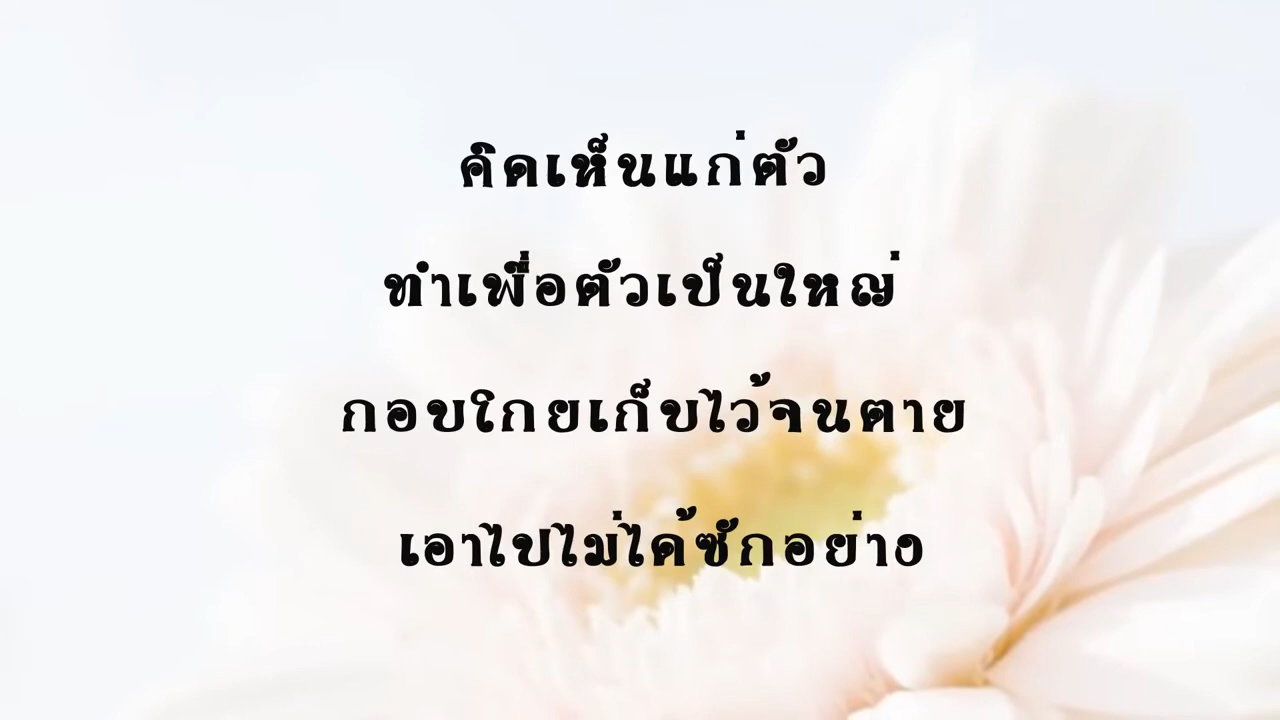 คิดเห็นแก่ตัว
ทำเพื่อตัวเป็นใหญ่
กอบโกยเก็บไว้จนตาย
เอาไปไม่ได้ซักอย่าง